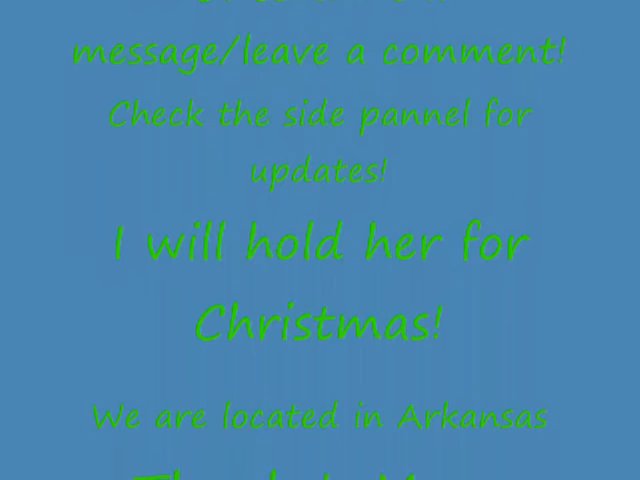 message/leave a comment!
Check the side pannel for
updates!
I will hold her for
Christmas!
We are located in Arkansas